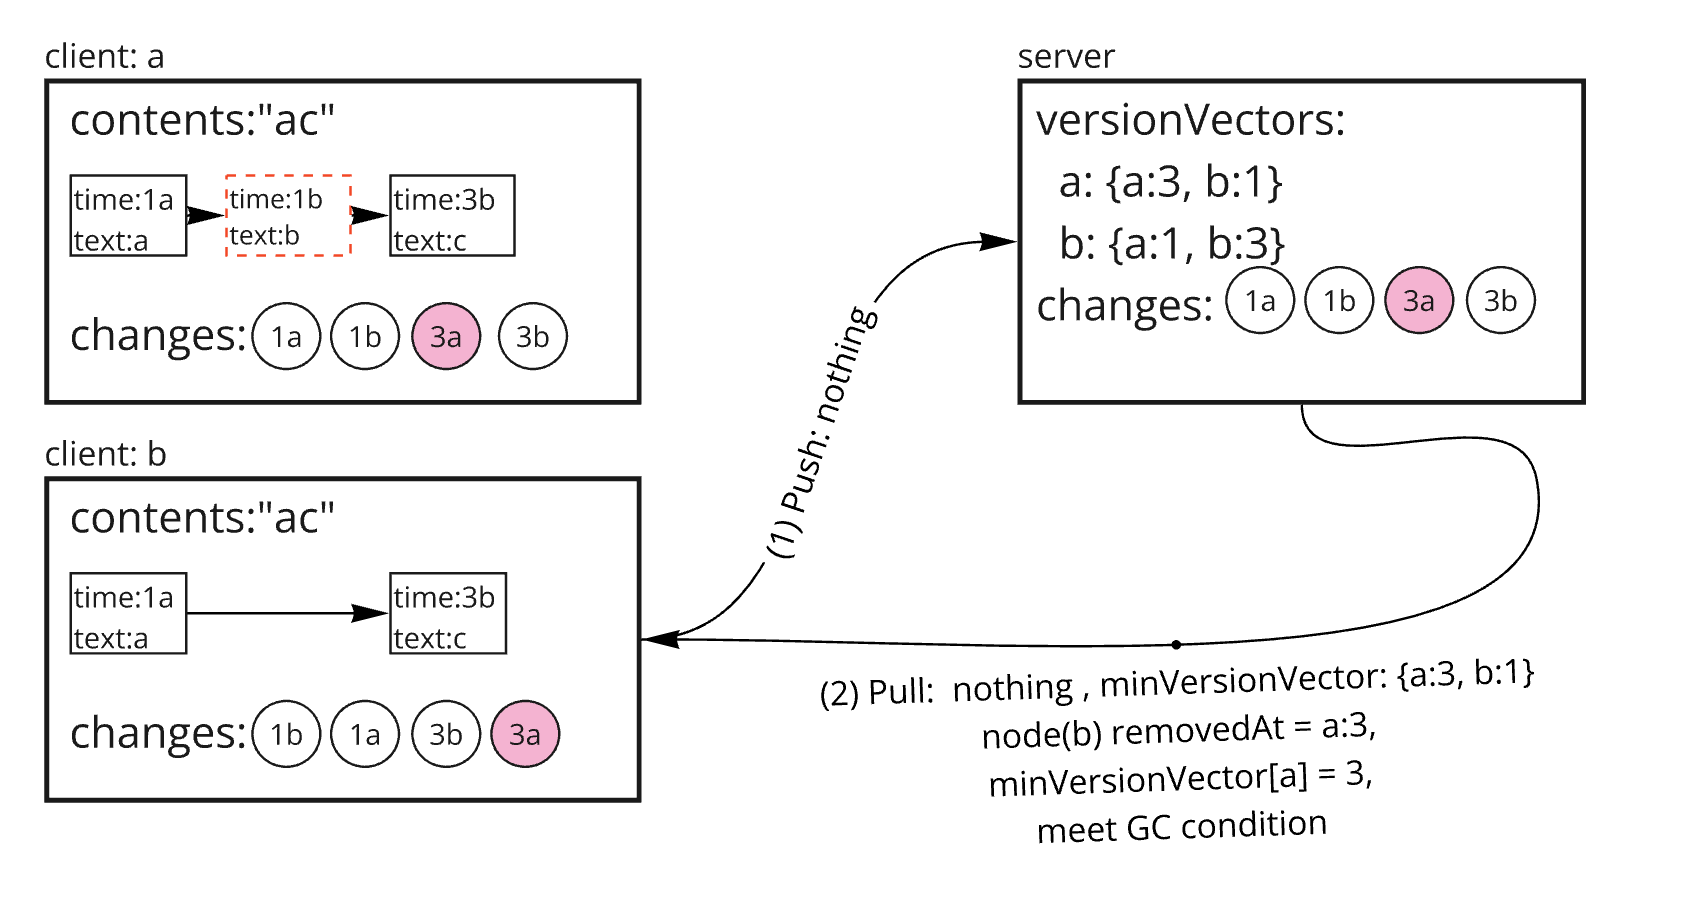 client: a
contents:"ac"
time:1a
text:a
time:1b
text:b
time:3b
text:c
changes: 1a 1b 3a 3b
client: b
contents:"ac"
time:1a
text:a
time:3b
text:c
changes: 1b 1a 3b 3a
server
versionVectors:
a: {a:3, b:1}
b: {a:1, b:3}
changes: 1a 1b 3a 3b
(1) Push: nothing
(2) Pull: nothing , minVersionVector: {a:3, b:1}
node(b) removedAt = a:3,
minVersionVector[a] = 3,
meet GC condition